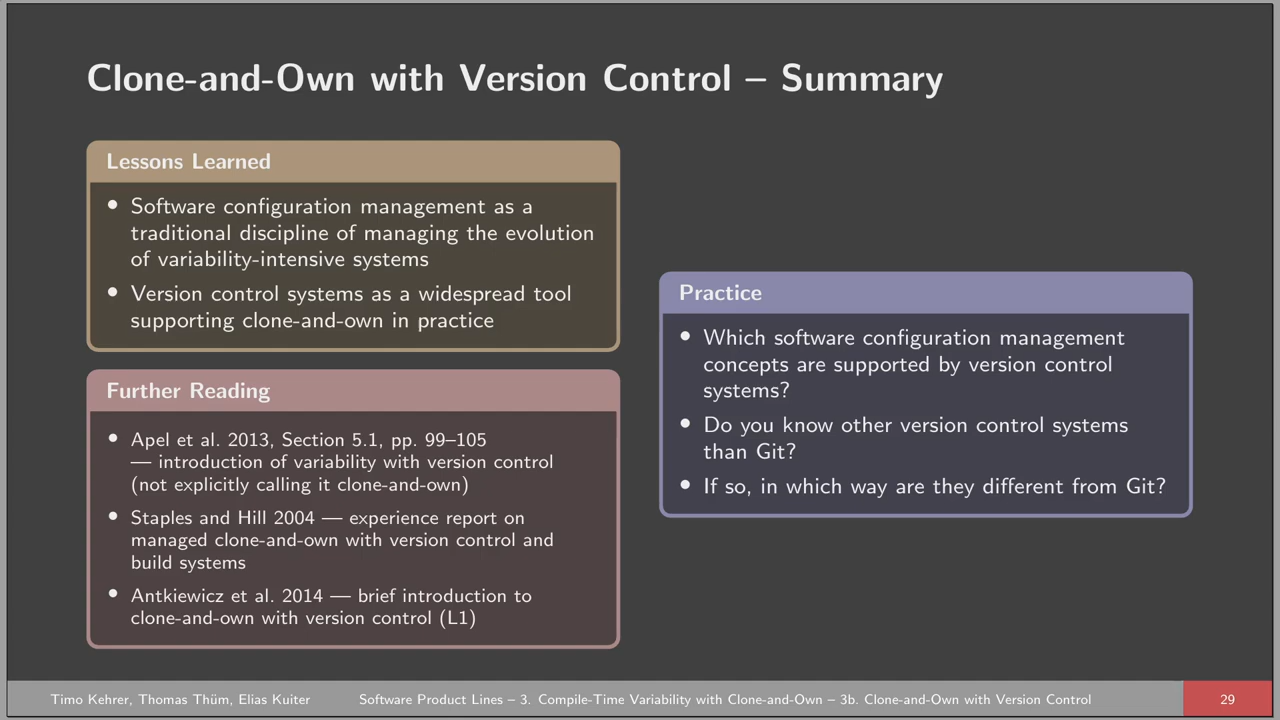 Clone-and-Own with Version Control – Summary
Lessons Learned
• Software configuration management as a
traditional discipline of managing the evolution
of variability-intensive systems
• Version control systems as a widespread tool
supporting clone-and-own in practice
Further Reading
• Apel et al. 2013, Section 5.1, pp. 99–105
— introduction of variability with version control
(not explicitly calling it clone-and-own)
• Staples and Hill 2004 — experience report on
managed clone-and-own with version control and
build systems
• Antkiewicz et al. 2014 — brief introduction to
clone-and-own with version control (L1)
Practice
• Which software configuration management
concepts are supported by version control
systems?
• Do you know other version control systems
than Git?
• If so, in which way are they different from Git?
Timo Kehrer, Thomas Thüm, Elias Kuiter Software Product Lines – 3. Compile-Time Variability with Clone-and-Own – 3b. Clone-and-Own with Version Control 29